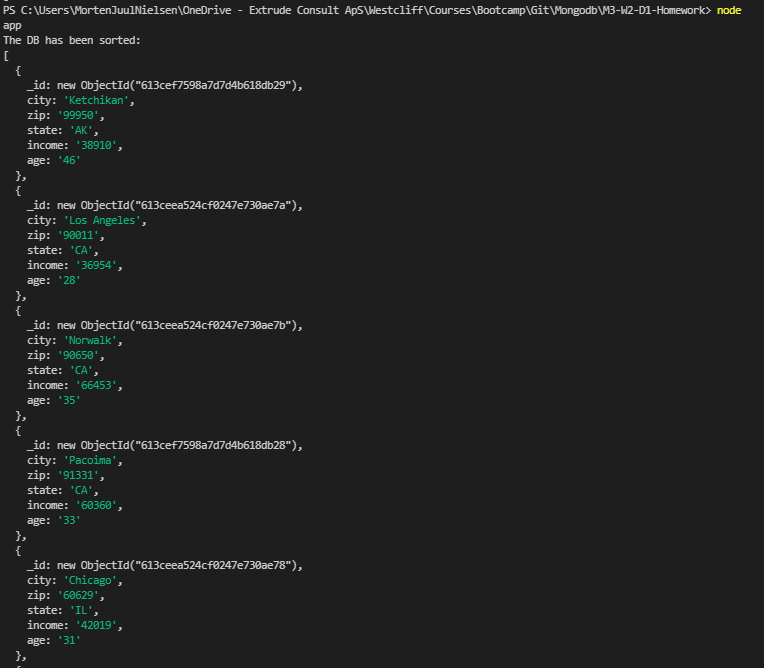 PS C:\Users\MortenJuulNielsen\OneDrive - Extrude Consult ApS\Westcliff\Courses\Bootcamp\Git\Mongodb\M3-W2-D1-Homework> node
app
The DB has been sorted:
[
  {
    _id: new ObjectId("613cef7598a7d7d4b618db29"),
    city: 'Ketchikan',
    zip: '99950',
    state: 'AK',
    income: '38910',
    age: '46'
  },
  {
    _id: new ObjectId("613ceea524cf0247e730ae7a"),
    city: 'Los Angeles',
    zip: '90011',
    state: 'CA',
    income: '36954',
    age: '28'
  },
  {
    _id: new ObjectId("613ceea524cf0247e730ae7b"),
    city: 'Norwalk',
    zip: '90650',
    state: 'CA',
    income: '66453',
    age: '35'
  },
  {
    _id: new ObjectId("613cef7598a7d7d4b618db28"),
    city: 'Pacoima',
    zip: '91331',
    state: 'CA',
    income: '60360',
    age: '33'
  },
  {
    _id: new ObjectId("613ceea524cf0247e730ae78"),
    city: 'Chicago',
    zip: '60629',
    state: 'IL',
    income: '42019',
    age: '31'
  },